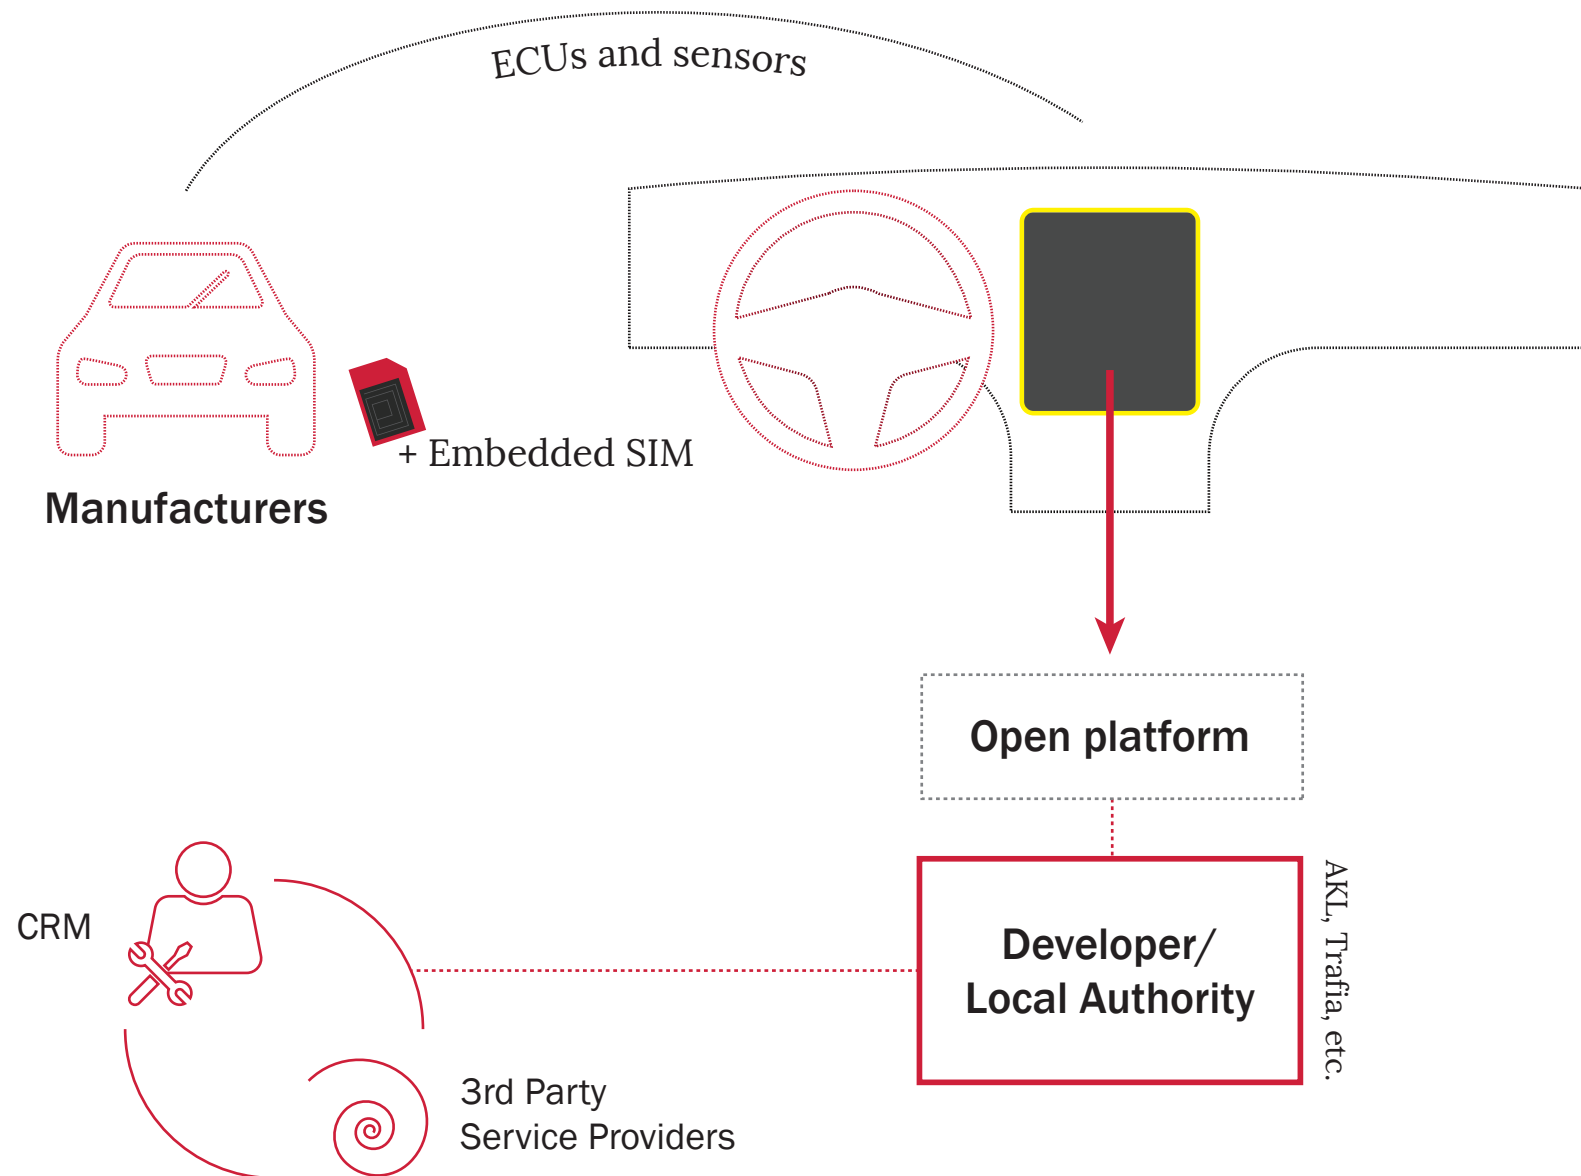 ECUs and sensors
+ Embedded SIM
Manufacturers
Open platform
Developer/
Local Authority
AKL, Trafia, etc.
CRM
3rd Party
Service Providers